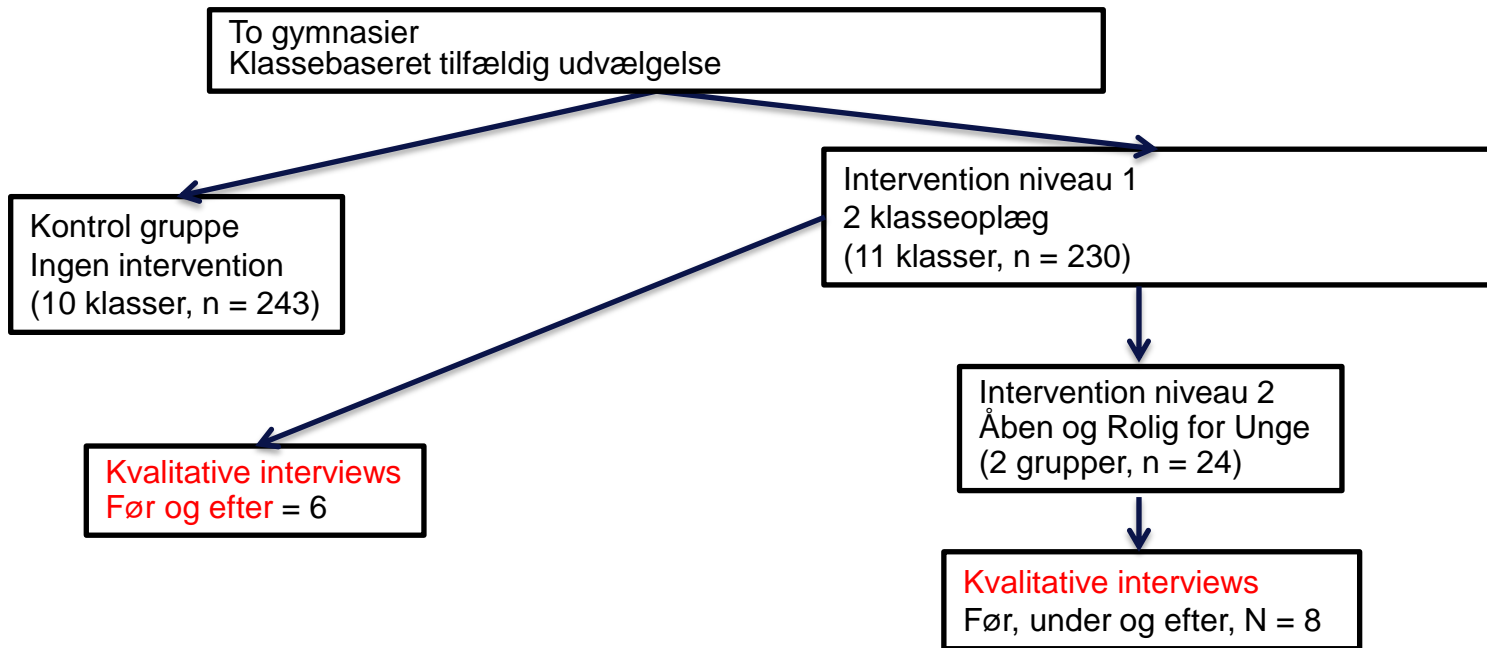 To gymnasier
Klassebaseret tilfældig udvælgelse
Kontrol gruppe
Ingen intervention
(10 klasser, n = 243)
Intervention niveau 1
2 klasseoplæg
(11 klasser, n = 230)
Intervention niveau 2
Åben og Rolig for Unge
(2 grupper, n = 24)
Kvalitative interviews
Før og efter = 6
Kvalitative interviews
Før, under og efter, N = 8